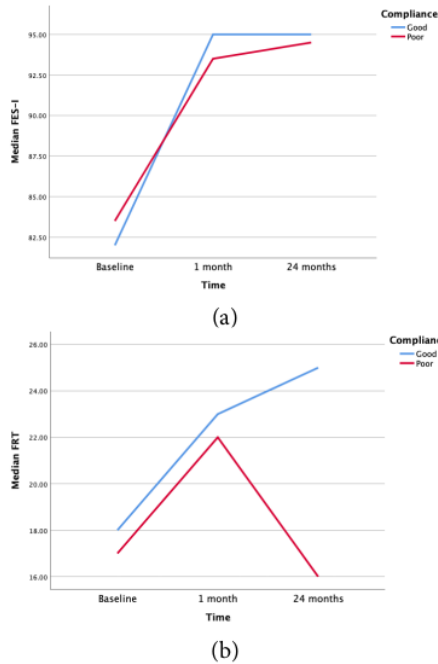 Compliance
Good
Poor
95.00
92.50
90.00
87.50
85.00
82.50
Median FES-I
Baseline
1 month
24 months
Time
(a)
Complianc
Good
Poor
26.00
24.00
22.00
20.00
18.00
16.00
Median FRT
Baseline
1 month
24 months
Time
(b)